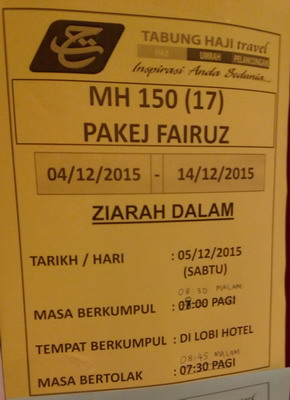 TABUNG HAJI travel
HAJI UMRAH PELANCONGAN
Inspirasi Anda Sedunia...
MH 150 (17)
PAKEJ FAIRUZ
04/12/2015 - 14/12/2015
ZIARAH DALAM
TARIKH / HARI : 05/12/2015
(SABTU)
08:30 MALAM
MASA BERKUMPUL : 07:00 PAGI
TEMPAT BERKUMPUL : DI LOBI HOTEL
08:45 MALAM
MASA BERTOLAK : 07:30 PAGI